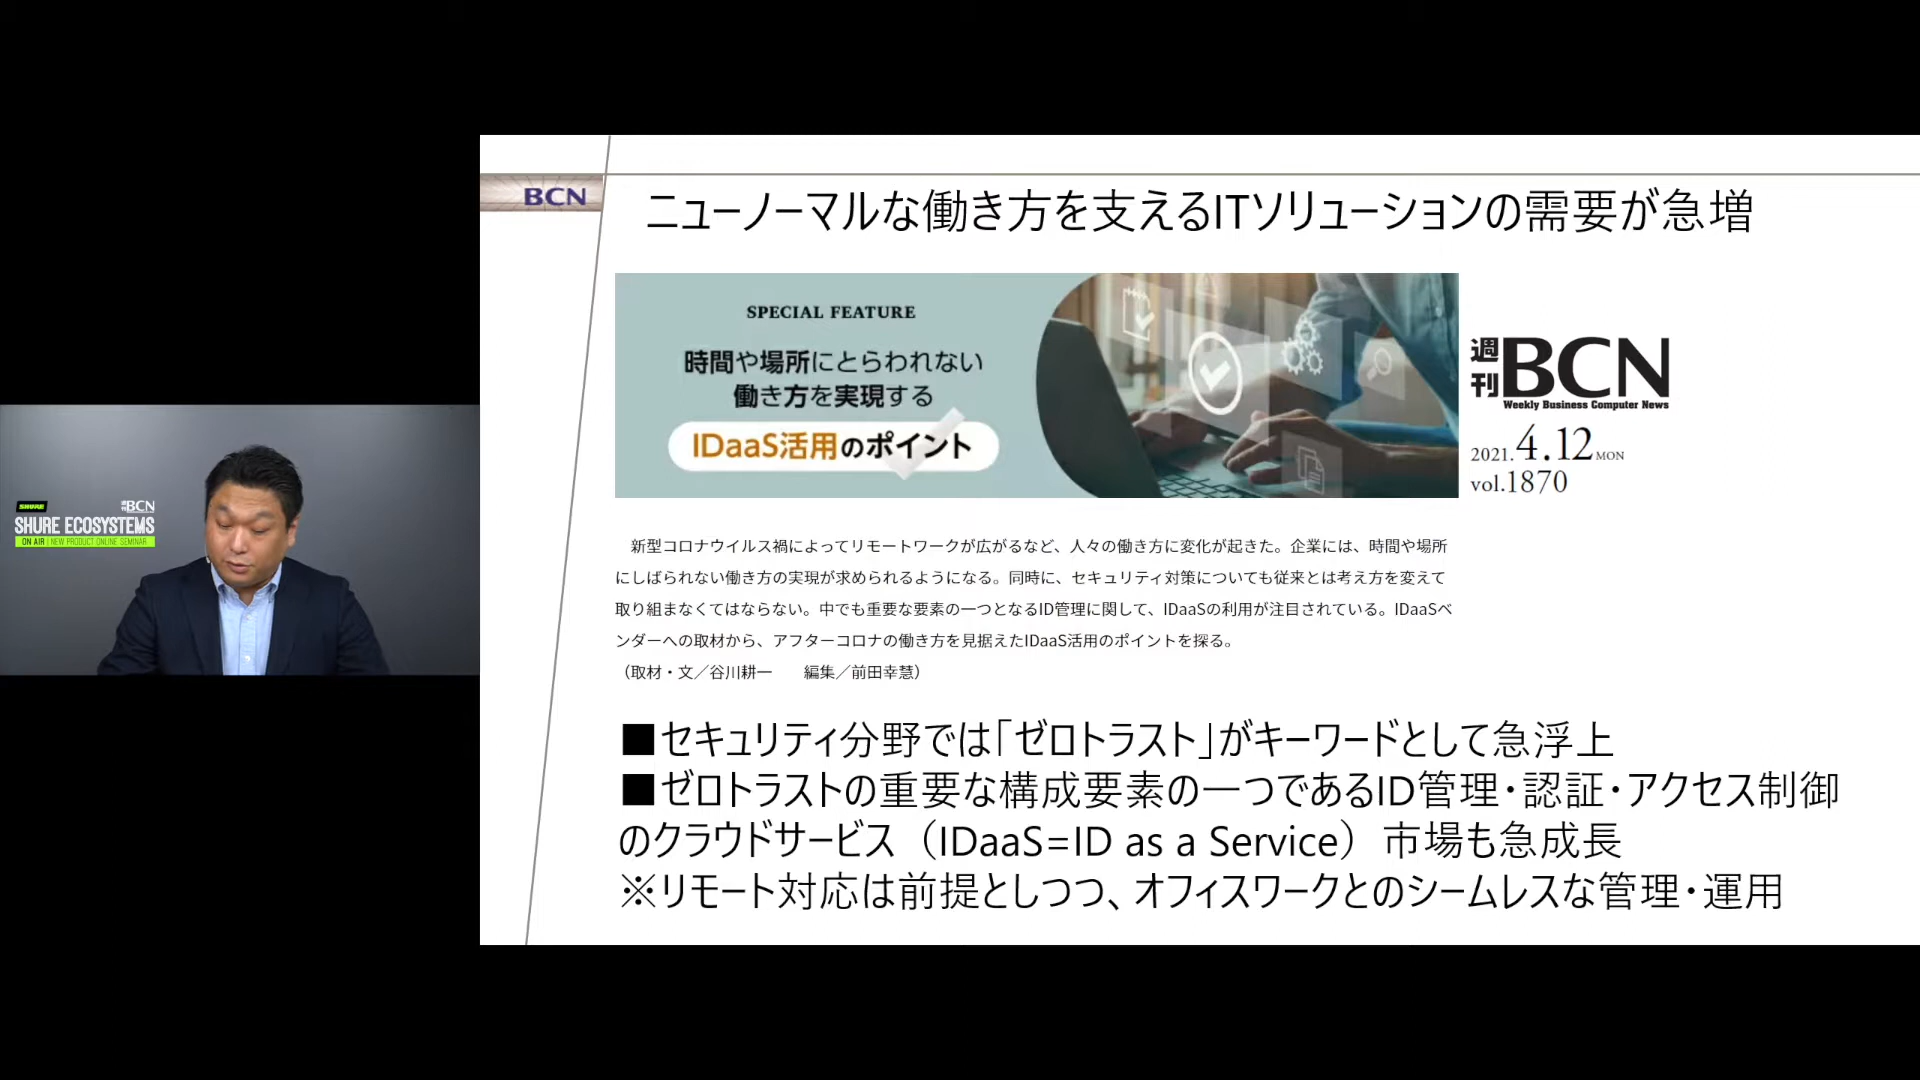 BCN
ニューノーマルな働き方を支えるITソリューションの需要が急増
SPECIAL FEATURE
時間や場所にとらわれない
働き方を実現する
IDaaS活用のポイント
週刊BCN
Weekly Business Computer News
2021.4.12 MON
vol.1870
新型コロナウイルス禍によってリモートワークが広がるなど、人々の働き方に変化が起きた。企業には、時間や場所
にしばられない働き方の実現が求められるようになる。同時に、セキュリティ対策についても従来とは考え方を変えて
取り組まなくてはならない。中でも重要な要素の一つとなるID管理に関して、IDaaSの利用が注目されている。IDaaSベ
ンダーへの取材から、アフターコロナの働き方を見据えたIDaaS活用のポイントを探る。
（取材・文／谷川耕一　　編集／前田幸慧）
■セキュリティ分野では「ゼロトラスト」がキーワードとして急浮上
■ゼロトラストの重要な構成要素の一つであるID管理・認証・アクセス制御
のクラウドサービス（IDaaS=ID as a Service）市場も急成長
※リモート対応は前提としつつ、オフィスワークとのシームレスな管理・運用
SHURE
週刊BCN
SHURE ECOSYSTEMS
ON AIR | NEW PRODUCT ONLINE SEMINAR